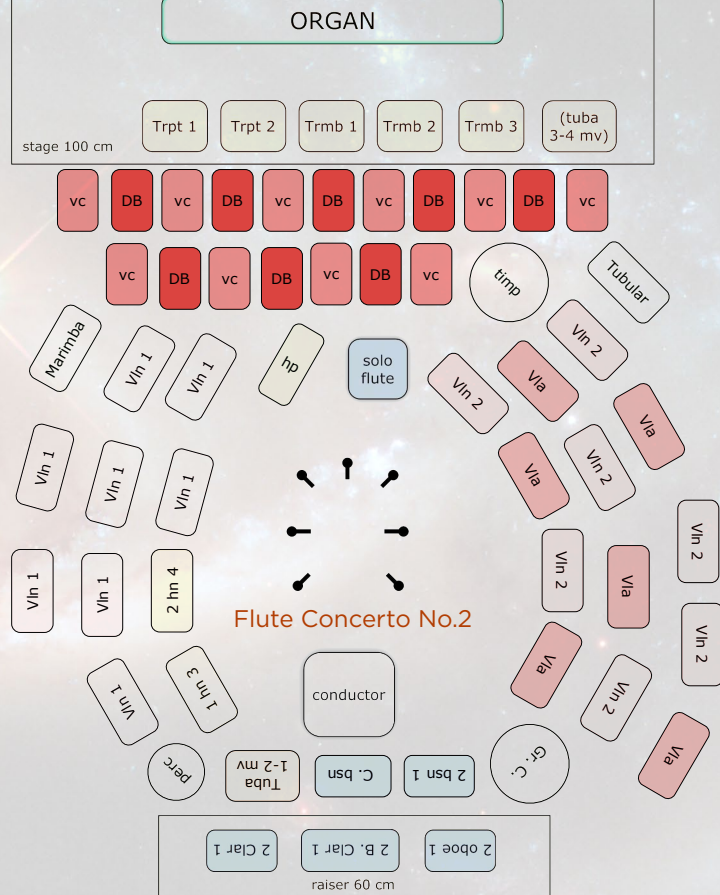 ORGAN
Trpt 1
Trpt 2
Trmb 1
Trmb 2
Trmb 3
(tuba
3-4 mv)
stage 100 cm
vc
DB
vc
DB
vc
DB
vc
DB
vc
DB
vc
vc
DB
vc
DB
vc
DB
vc
timp
Tubular
Marimba
Vln 1
Vln 1
hp
solo
flute
Vln 2
Vla
Vln 2
Vla
Vln 1
Vln 1
Vln 1
Vla
Vln 2
Vln 2
Vln 1
Vln 1
2 hn 4
Vln 2
Vla
Vln 2
Flute Concerto No.2
Vln 1
1 hn 3
conductor
Vla
Vln 2
Vla
perc
Tuba
1-2 mv
C. bsn
2 bsn 1
Gr. C.
2 Clar 1
2 B. Clar 1
2 oboe 1
raiser 60 cm